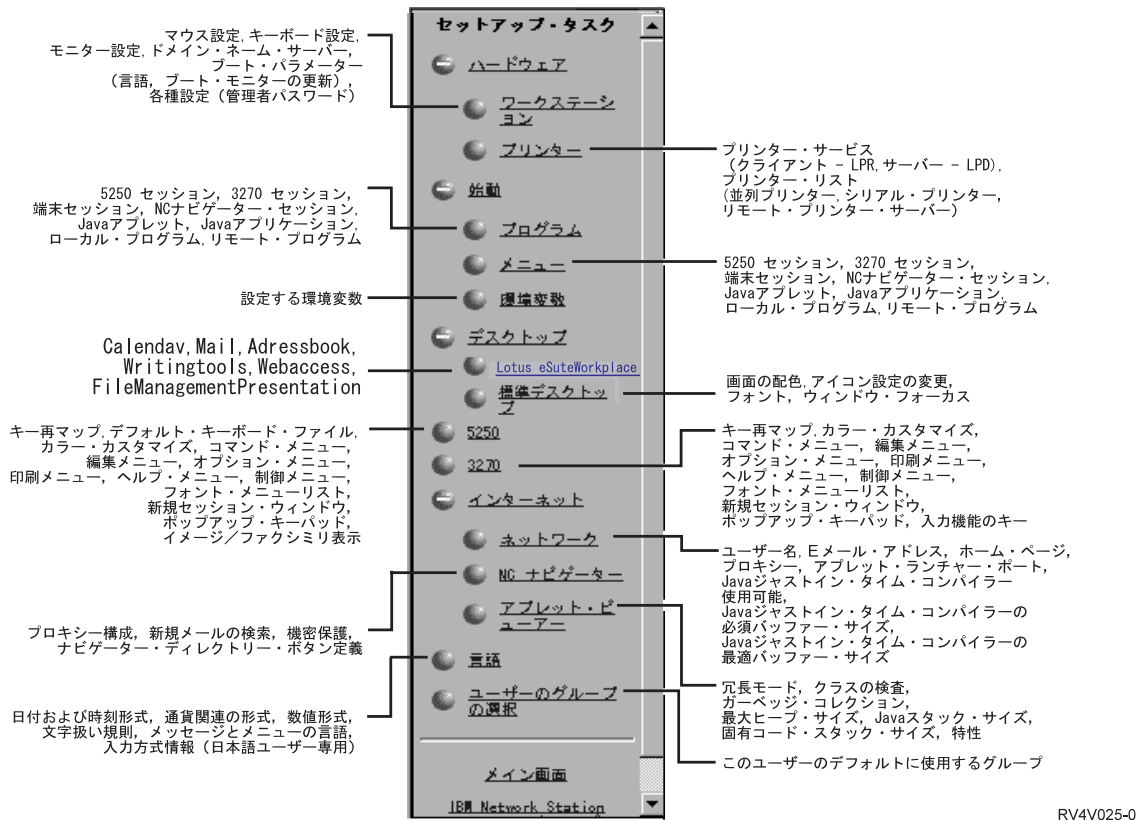 セットアップ・タスク
マウス設定, キーボード設定,
モニター設定, ドメイン・ネーム・サーバー,
ブート・パラメーター
(言語, ブート・モニターの更新),
各種設定(管理者パスワード)
ハードウェア
ワークステーシ
ョン
プリンター
プリンター・サービス
(クライアント - LPR, サーバー - LPD),
プリンター・リスト
(並列プリンター, シリアル・プリンター,
リモート・プリンター・サーバー)
始動
5250 セッション, 3270 セッション,
端末セッション, NCナビゲーター・セッション,
Javaアプレット, Javaアプリケーション,
ローカル・プログラム, リモート・プログラム
プログラム
メニュー
5250 セッション, 3270 セッション,
端末セッション, NCナビゲーター・セッション,
Javaアプレット, Javaアプリケーション,
ローカル・プログラム, リモート・プログラム
設定する環境変数
環境変数
デスクトップ
Calendav, Mail, Adressbook,
Writingtools, Webaccess,
FileManagementPresentation
Lotus eSuteWorkplace
標準デスクトッ
プ
画面の配色, アイコン設定の変更,
フォント, ウィンドウ・フォーカス
キー再マップ, デフォルト・キーボード・ファイル,
カラー・カスタマイズ, コマンド・メニュー,
編集メニュー, オプション・メニュー,
印刷メニュー, ヘルプ・メニュー, 制御メニュー,
フォント・メニューリスト,
新規セッション・ウィンドウ,
ポップアップ・キーパッド,
イメージ/ファクシミリ表示
5250
3270
キー再マップ, カラー・カスタマイズ,
コマンド・メニュー, 編集メニュー,
オプション・メニュー, 印刷メニュー,
ヘルプ・メニュー, 制御メニュー,
フォント・メニューリスト,
新規セッション・ウィンドウ,
ポップアップ・キーパッド, 入力機能のキー
インターネット
ネットワーク
ユーザー名, Eメール・アドレス, ホーム・ページ,
プロキシー, アプレット・ランチャー・ポート,
Javaジャストイン・タイム・コンパイラー
使用可能,
Javaジャストイン・タイム・コンパイラーの
必須バッファー・サイズ,
Javaジャストイン・タイム・コンパイラーの
最適バッファー・サイズ
NC ナビゲーター
プロキシー構成, 新規メールの検索, 機密保護,
ナビゲーター・ディレクトリー・ボタン定義
アプレット・ビ
ューアー
冗長モード, クラスの検査,
ガーベッジ・コレクション,
最大ヒープ・サイズ, Javaスタック・サイズ,
固有コード・スタック・サイズ, 特性
言語
日付および時刻形式, 通貨関連の形式, 数値形式,
文字扱い規則, メッセージとメニューの言語,
入力方式情報(日本語ユーザー専用)
ユーザーのグループ
の選択
このユーザーのデフォルトに使用するグループ
メイン画面
IBM Network Station
RV4V025-0